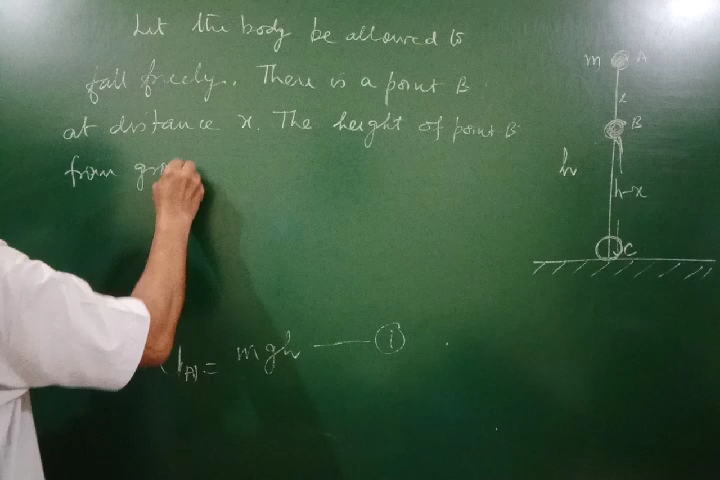 Let the body be allowed to
fall freely. There is a point B
at distance x. The height of point B
from
= mgh — (i)
m A
x
B
h
h-x
C